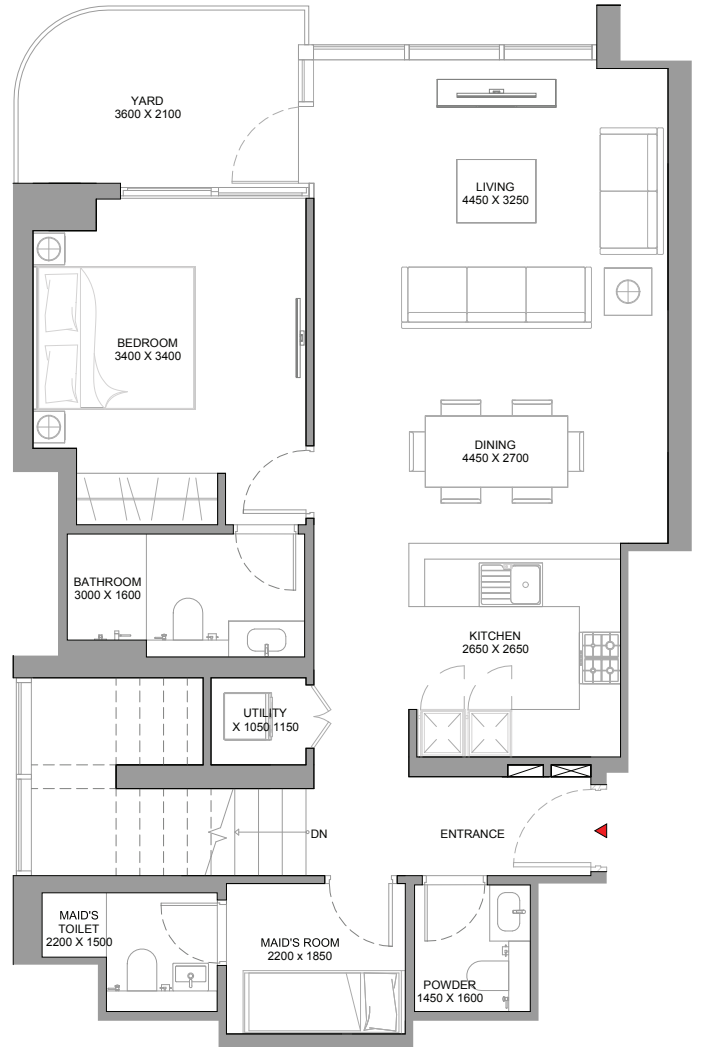 YARD
3600 X 2100
LIVING
4450 X 3250
BEDROOM
3400 X 3400
DINING
4450 X 2700
BATHROOM
3000 X 1600
KITCHEN
2650 X 2650
UTILITY
X 1050 1150
DN
ENTRANCE
MAID'S
TOILET
2200 X 1500
MAID'S ROOM
2200 x 1850
POWDER
1450 X 1600